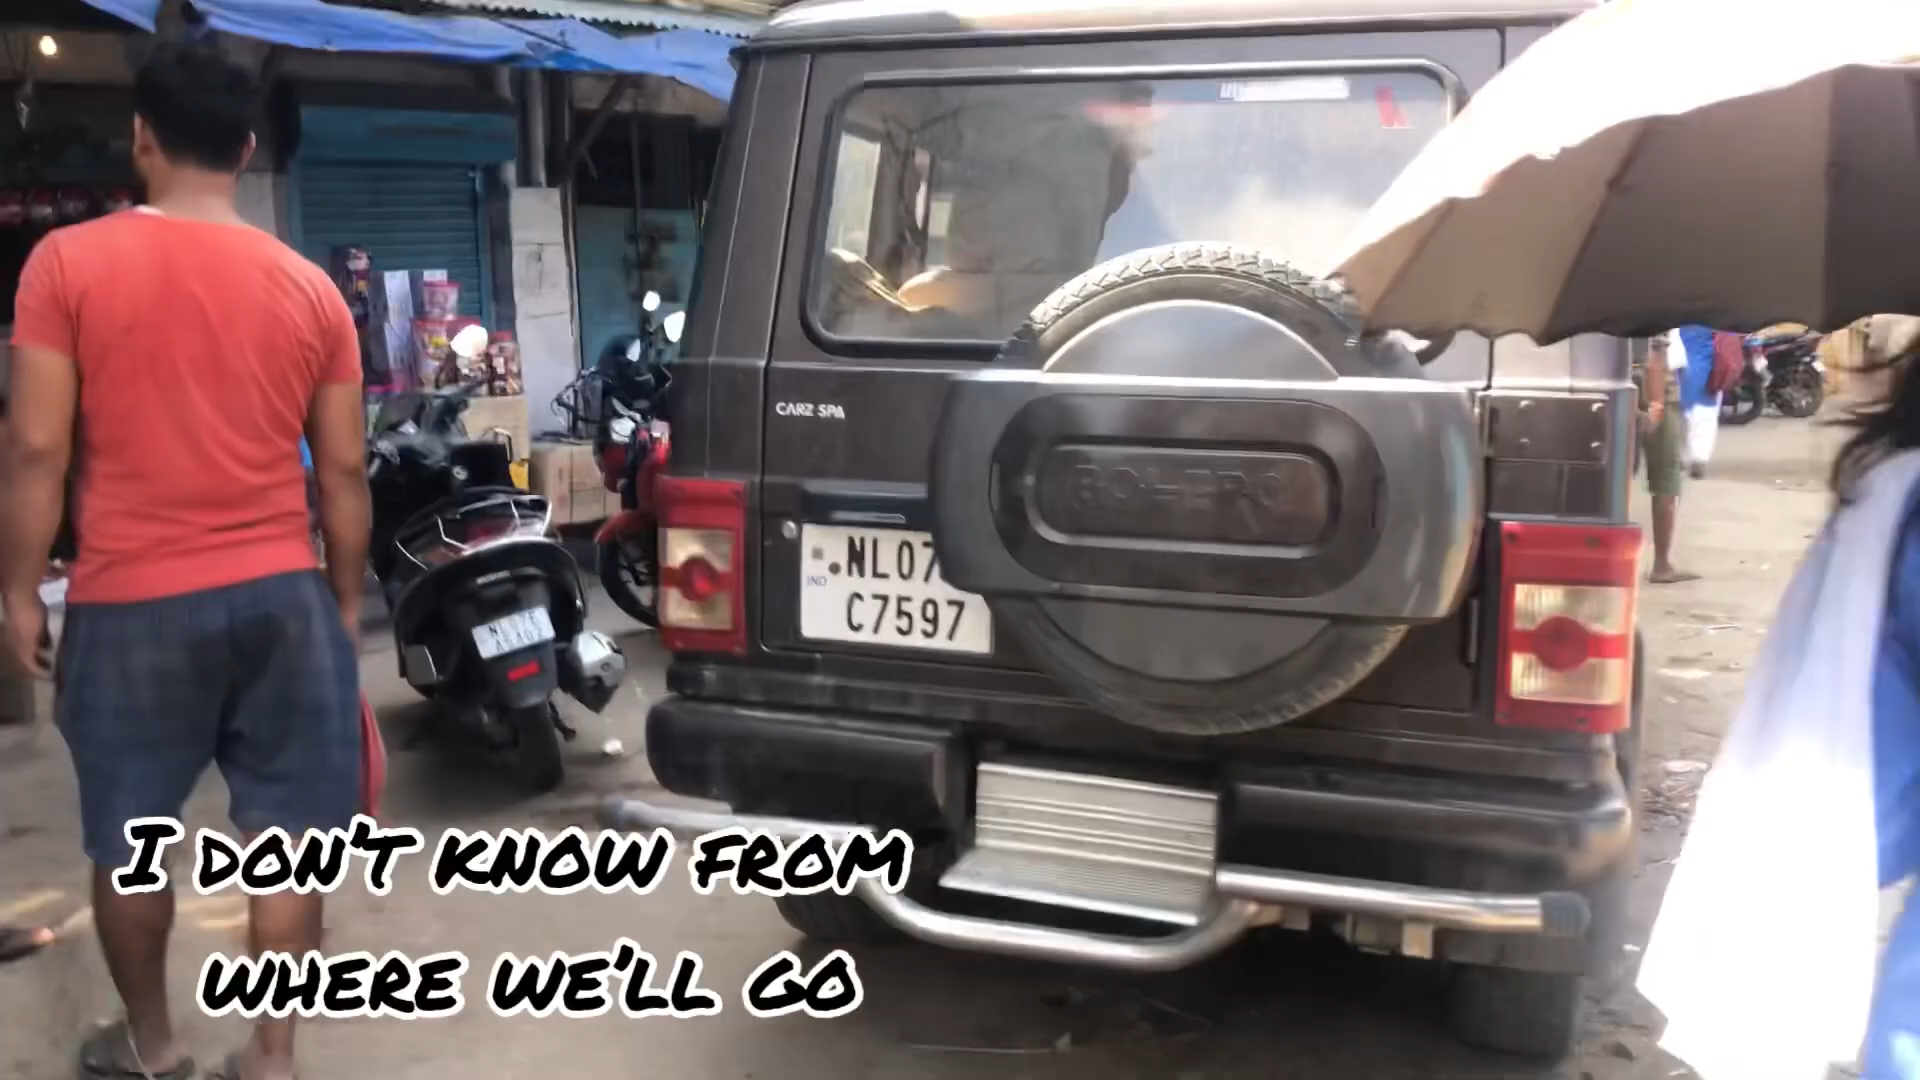 CARZ SPA
BOLERO
NL07
IND
C7597
I DON'T KNOW FROM
WHERE WE'LL GO